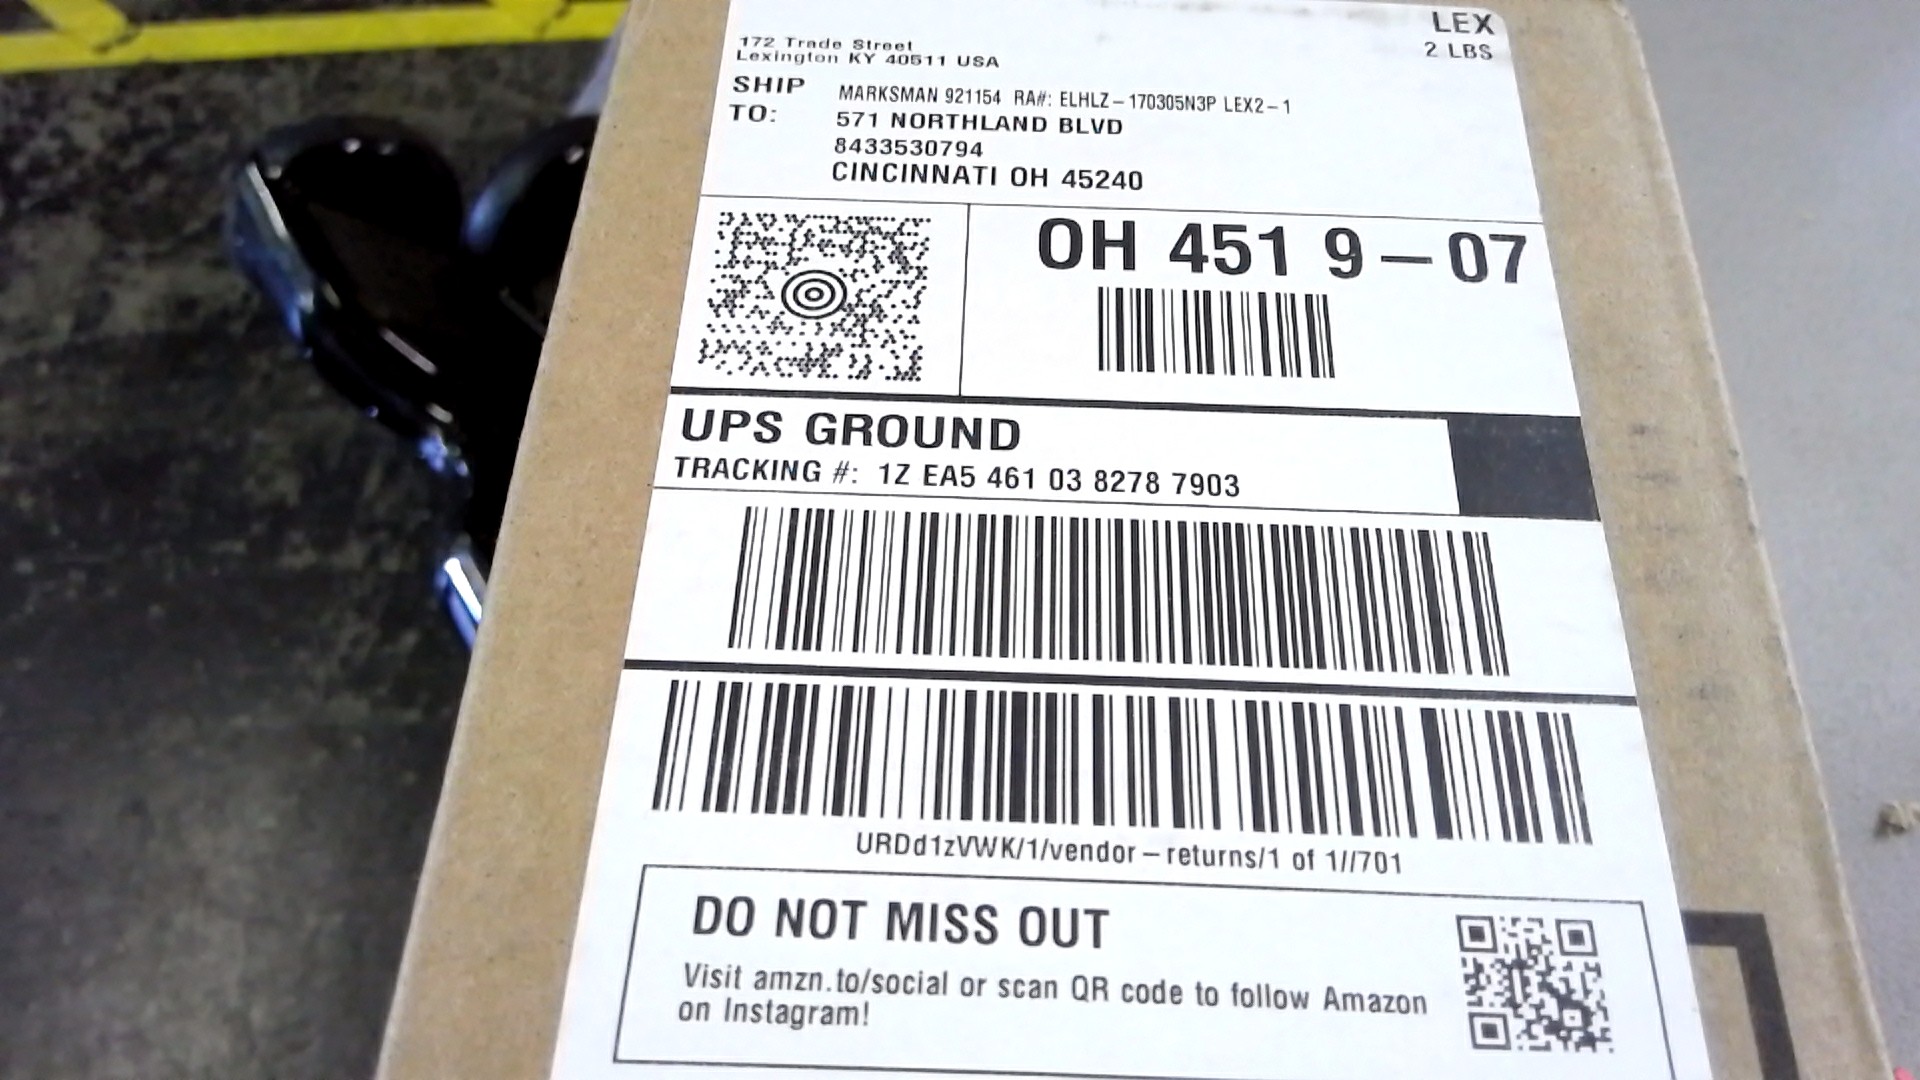 LEX
2 LBS
172 Trade Street
Lexington KY 40511 USA
SHIP
TO:
MARKSMAN 921154 RA#: ELHLZ-170305N3P LEX2-1
571 NORTHLAND BLVD
8433530794
CINCINNATI OH 45240
OH 451 9-07
UPS GROUND
TRACKING #: 1Z EA5 461 03 8278 7903
URDd1zVWK/1/vendor-returns/1 of 1//701
DO NOT MISS OUT
Visit amzn.to/social or scan QR code to follow Amazon
on Instagram!